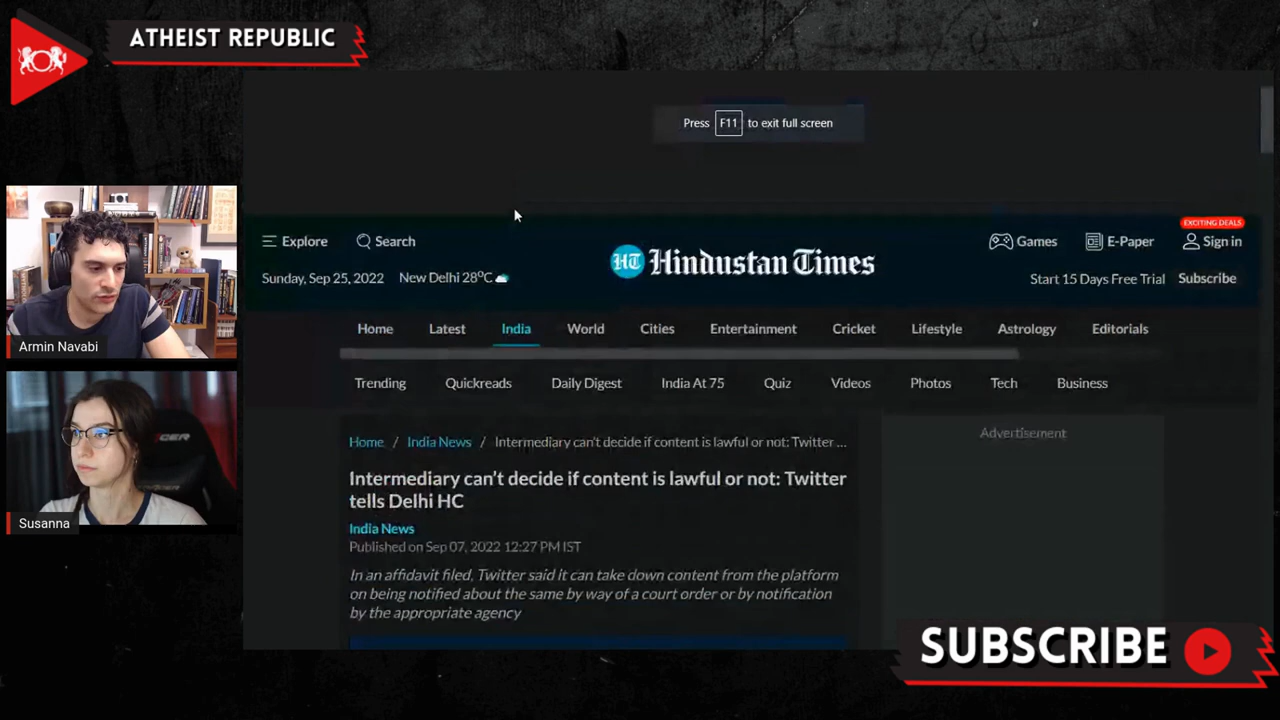 ATHEIST REPUBLIC
Press F11 to exit full screen
EXCITING DEALS
Explore Search HT Hindustan Times Games E-Paper Sign in
Sunday, Sep 25, 2022 New Delhi 28°C Start 15 Days Free Trial Subscribe
Home Latest India World Cities Entertainment Cricket Lifestyle Astrology Editorials
Trending Quickreads Daily Digest India At 75 Quiz Videos Photos Tech Business
Home / India News / Intermediary can't decide if content is lawful or not: Twitter ...
Advertisement
Intermediary can't decide if content is lawful or not: Twitter
tells Delhi HC
India News
Published on Sep 07, 2022 12:27 PM IST
In an affidavit filed, Twitter said it can take down content from the platform
on being notified about the same by way of a court order or by notification
by the appropriate agency
Armin Navabi
Susanna
SUBSCRIBE